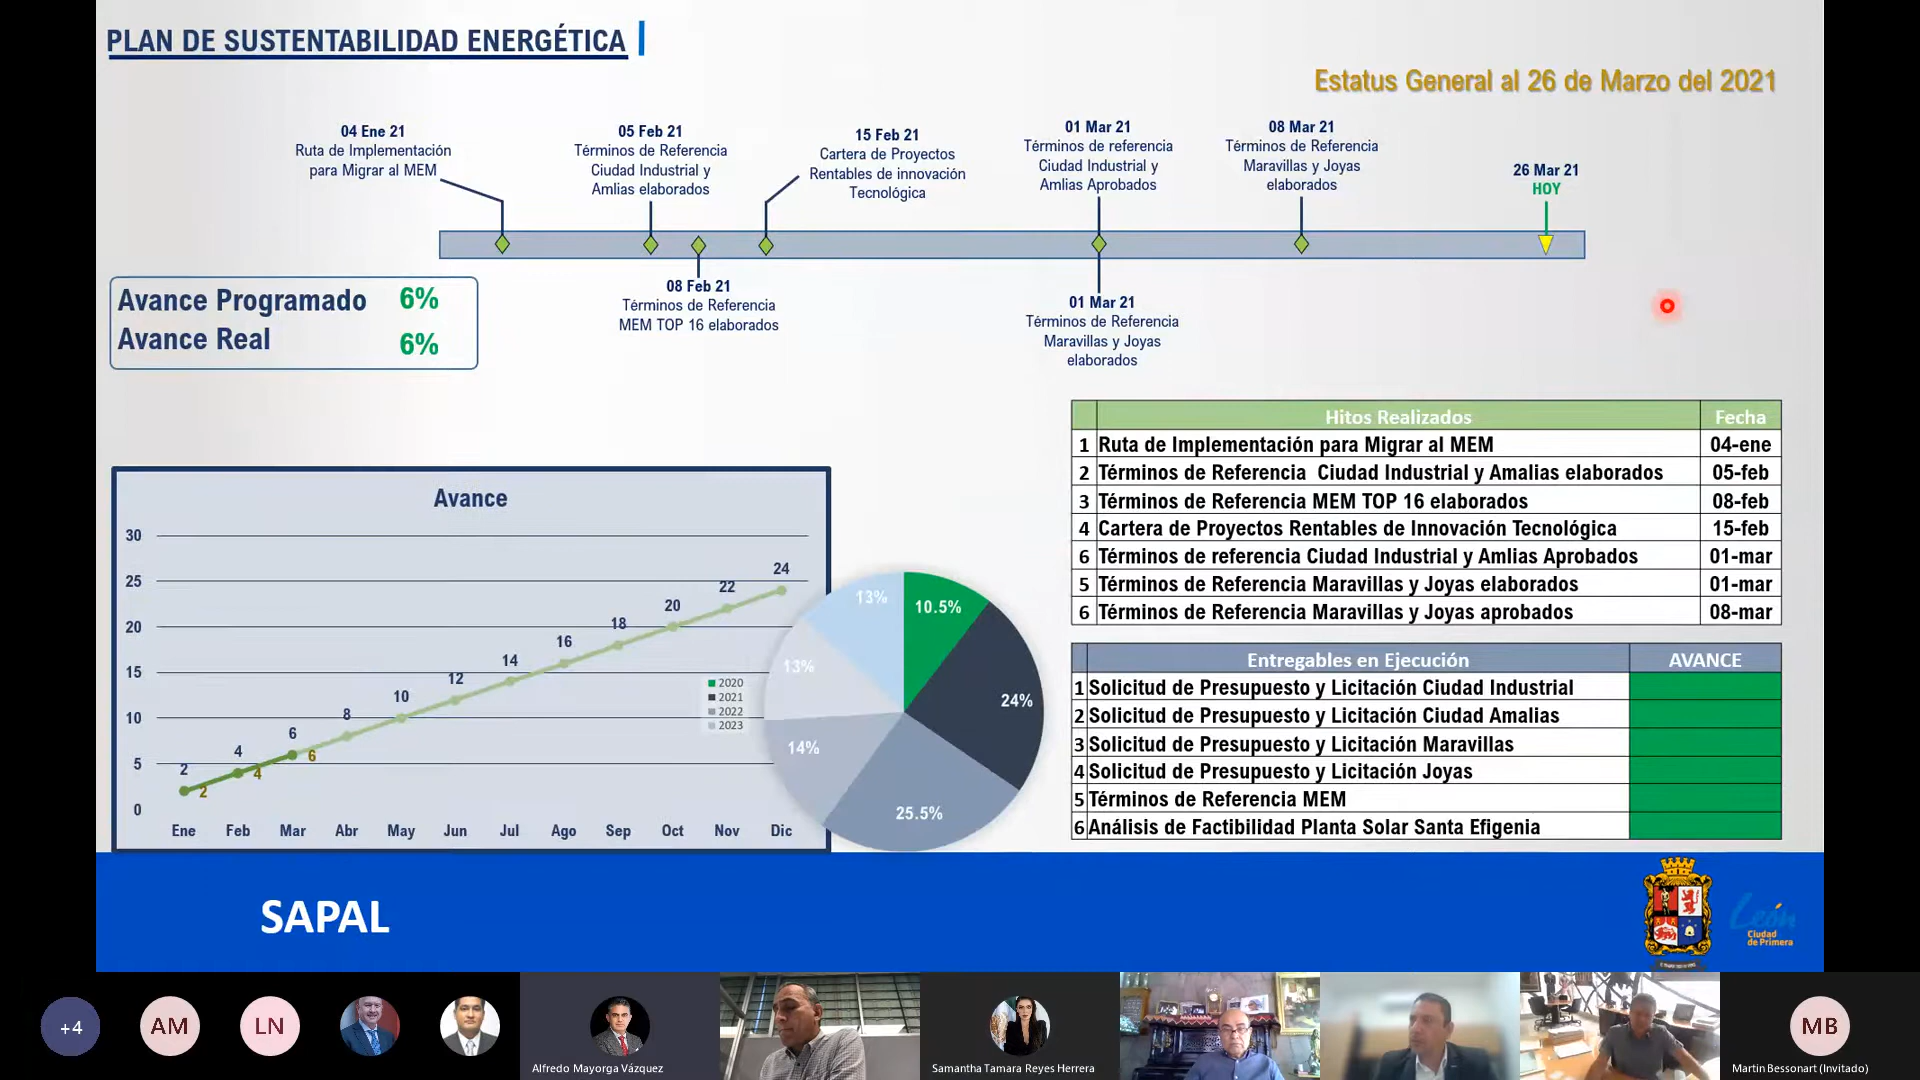 PLAN DE SUSTENTABILIDAD ENERGÉTICA
Estatus General al 26 de Marzo del 2021
04 Ene 21
Ruta de Implementación
para Migrar al MEM
05 Feb 21
Términos de Referencia
Ciudad Industrial y
Amlias elaborados
15 Feb 21
Cartera de Proyectos
Rentables de innovación
Tecnológica
01 Mar 21
Términos de referencia
Ciudad Industrial y
Amlias Aprobados
08 Mar 21
Términos de Referencia
Maravillas y Joyas
elaborados
26 Mar 21
HOY
08 Feb 21
Términos de Referencia
MEM TOP 16 elaborados
01 Mar 21
Términos de Referencia
Maravillas y Joyas
elaborados
Avance Programado 6%
Avance Real 6%
Avance
30
25
20
15
10
5
0
2
4
6
8
10
12
14
16
18
20
22
24
2
4
6
Ene Feb Mar Abr May Jun Jul Ago Sep Oct Nov Dic
2020
2021
2022
2023
10.5%
24%
25.5%
14%
13%
13%
Hitos Realizados Fecha
1 Ruta de Implementación para Migrar al MEM 04-ene
2 Términos de Referencia Ciudad Industrial y Amalias elaborados 05-feb
3 Términos de Referencia MEM TOP 16 elaborados 08-feb
4 Cartera de Proyectos Rentables de Innovación Tecnológica 15-feb
6 Términos de referencia Ciudad Industrial y Amlias Aprobados 01-mar
5 Términos de Referencia Maravillas y Joyas elaborados 01-mar
6 Términos de Referencia Maravillas y Joyas aprobados 08-mar
Entregables en Ejecución AVANCE
1 Solicitud de Presupuesto y Licitación Ciudad Industrial
2 Solicitud de Presupuesto y Licitación Ciudad Amalias
3 Solicitud de Presupuesto y Licitación Maravillas
4 Solicitud de Presupuesto y Licitación Joyas
5 Términos de Referencia MEM
6 Análisis de Factibilidad Planta Solar Santa Efigenia
SAPAL
León
Ciudad
de Primera
+4
AM
LN
Alfredo Mayorga Vázquez
Samantha Tamara Reyes Herrera
MB
Martin Bessonart (Invitado)